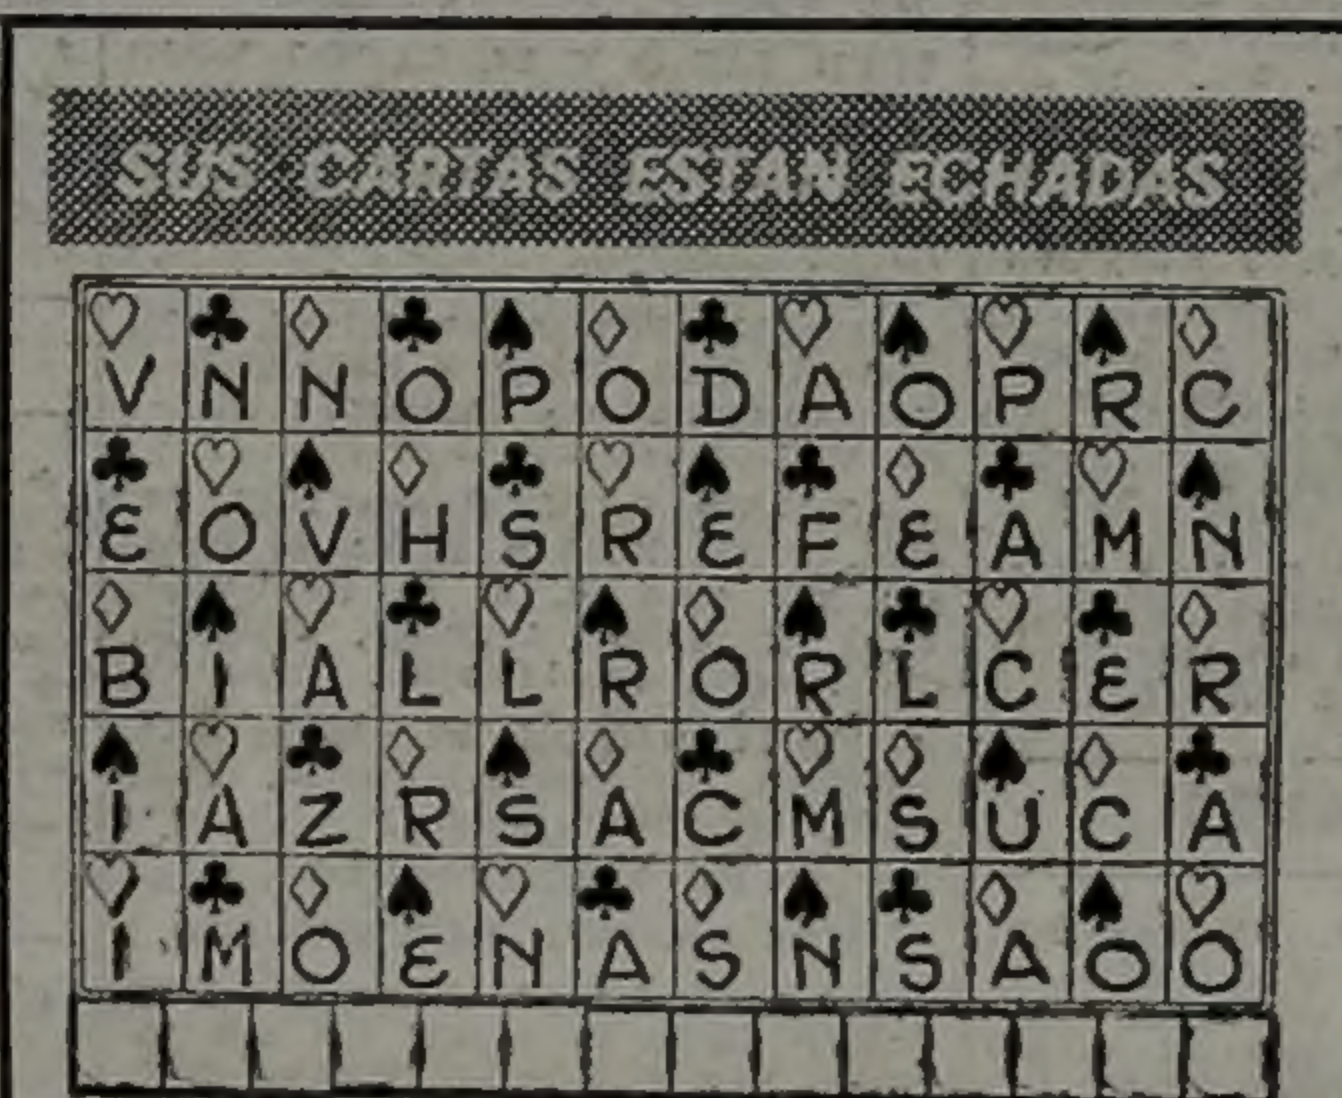 SUS CARTAS ESTAN ECHADAS
V N N O P O D A O P R C
E O V H S R E F E A M N
B I A L L R O R L C E R
I A Z R S A C M S U C A
I M O E N A S N S A O O